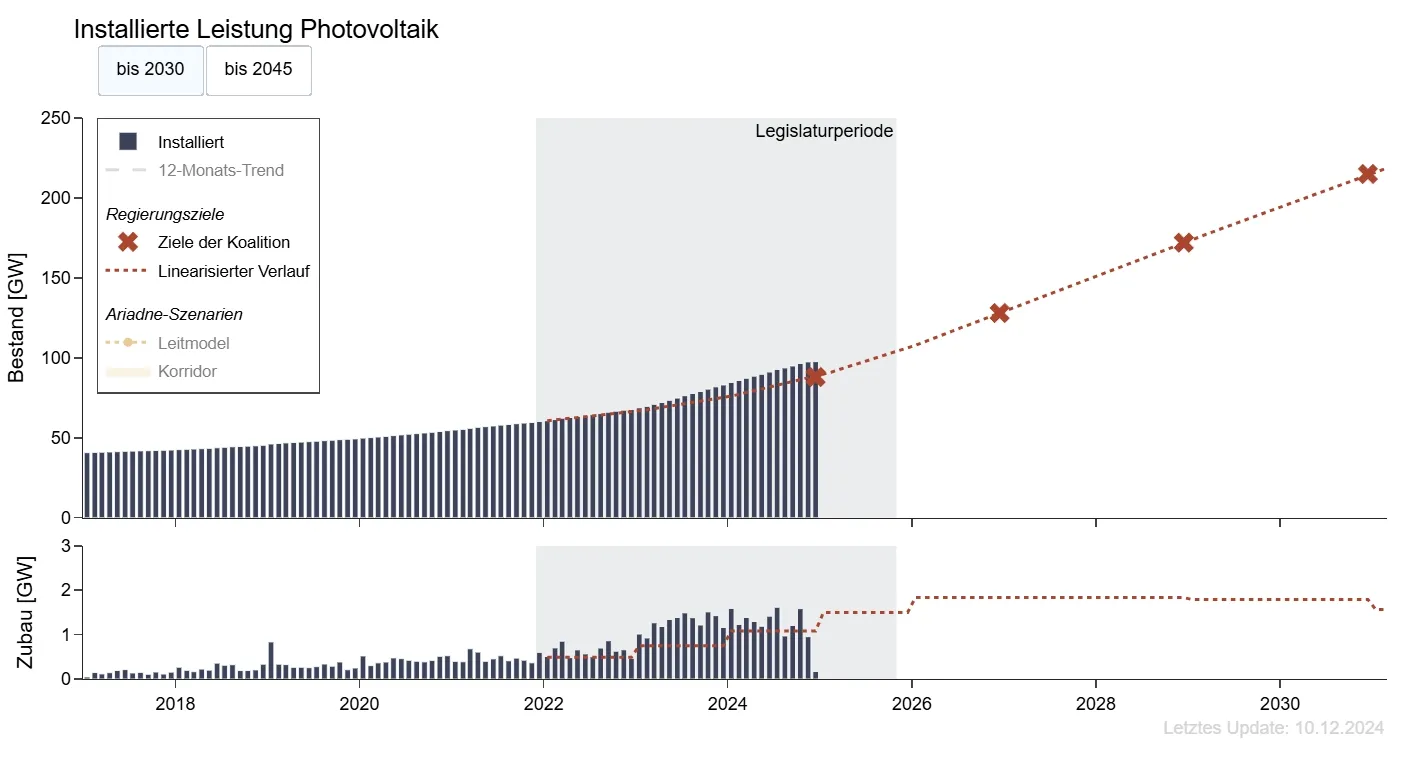 Installierte Leistung Photovoltaik
bis 2030
bis 2045
Bestand [GW]
250
200
150
100
50
0
Installiert
12-Monats-Trend
Regierungsziele
Ziele der Koalition
Linearisierter Verlauf
Ariadne-Szenarien
Leitmodel
Korridor
Legislaturperiode
Zubau [GW]
3
2
1
0
2018
2020
2022
2024
2026
2028
2030
Letztes Update: 10.12.2024